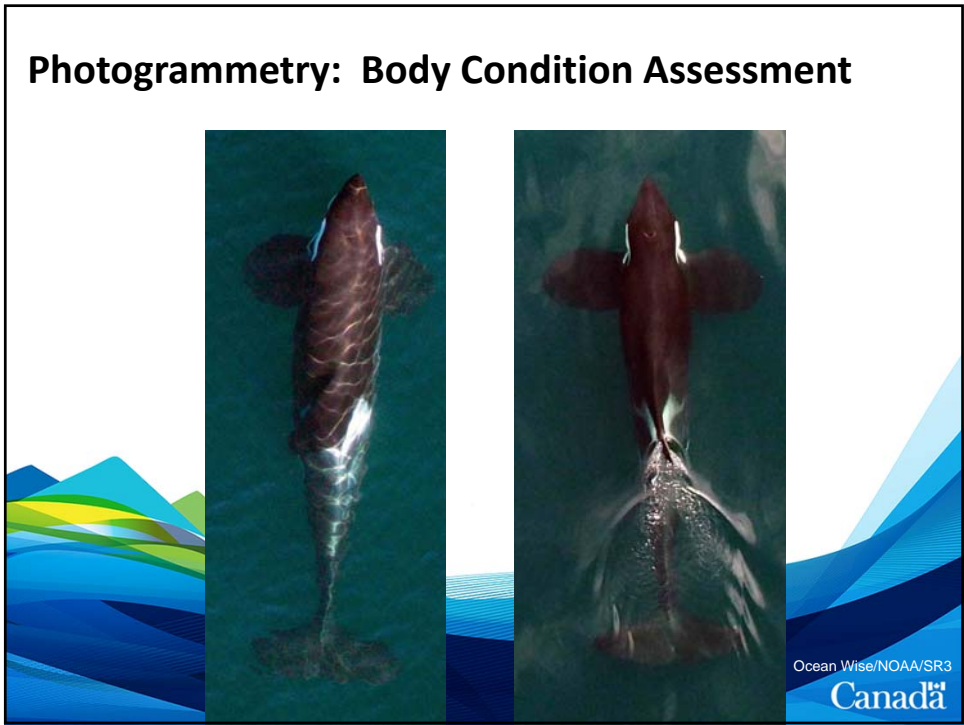 Photogrammetry: Body Condition Assessment
Ocean Wise/NOAA/SR3
Canada